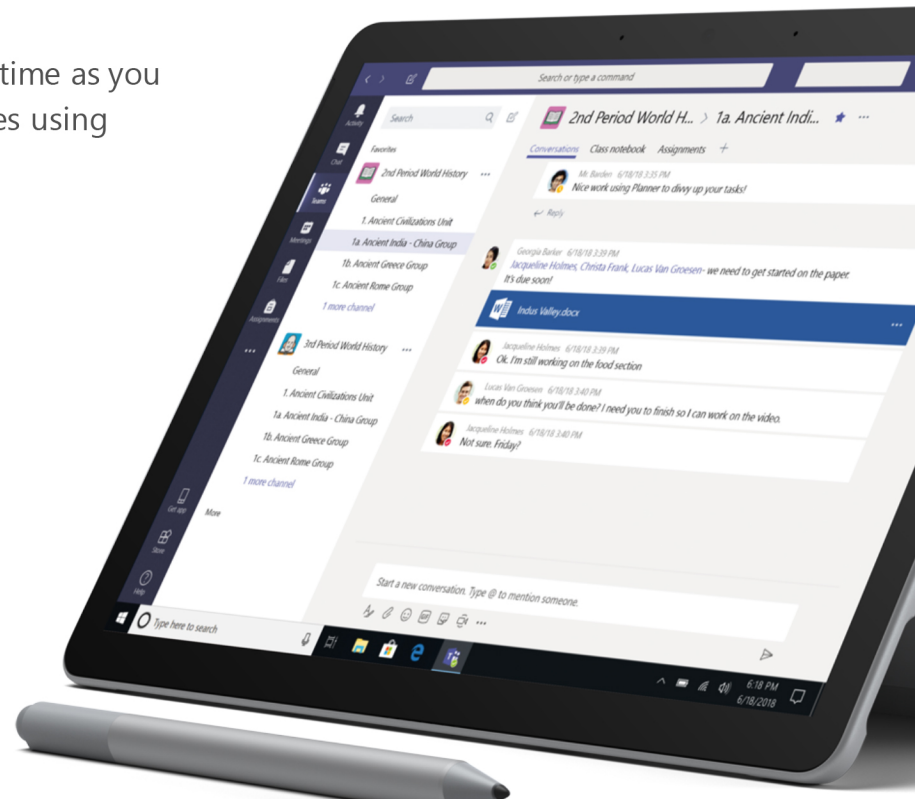 time as you
es using
Search or type a command
Activity
Chat
Teams
Meetings
Files
Assignments
Get app
Store
Help
Search
Favorites
2nd Period World History
General
1. Ancient Civilizations Unit
1a. Ancient India - China Group
1b. Ancient Greece Group
1c. Ancient Rome Group
1 more channel
3rd Period World History
General
1. Ancient Civilizations Unit
1a. Ancient India - China Group
1b. Ancient Greece Group
1c. Ancient Rome Group
1 more channel
More
2nd Period World H... > 1a. Ancient Indi...
Conversations Class notebook Assignments
Mr. Barden 6/18/18 3:35 PM
Nice work using Planner to divvy up your tasks!
Reply
Georgia Barker 6/18/18 3:39 PM
Jacqueline Holmes, Christa Frank, Lucas Van Groesen- we need to get started on the paper.
It's due soon!
Indus Valley.docx
Jacqueline Holmes 6/18/18 3:39 PM
Ok. I'm still working on the food section
Lucas Van Groesen 6/18/18 3:40 PM
when do you think you'll be done? I need you to finish so I can work on the video.
Jacqueline Holmes 6/18/18 3:40 PM
Not sure. Friday?
Start a new conversation. Type @ to mention someone.
Type here to search
6:18 PM
6/18/2018